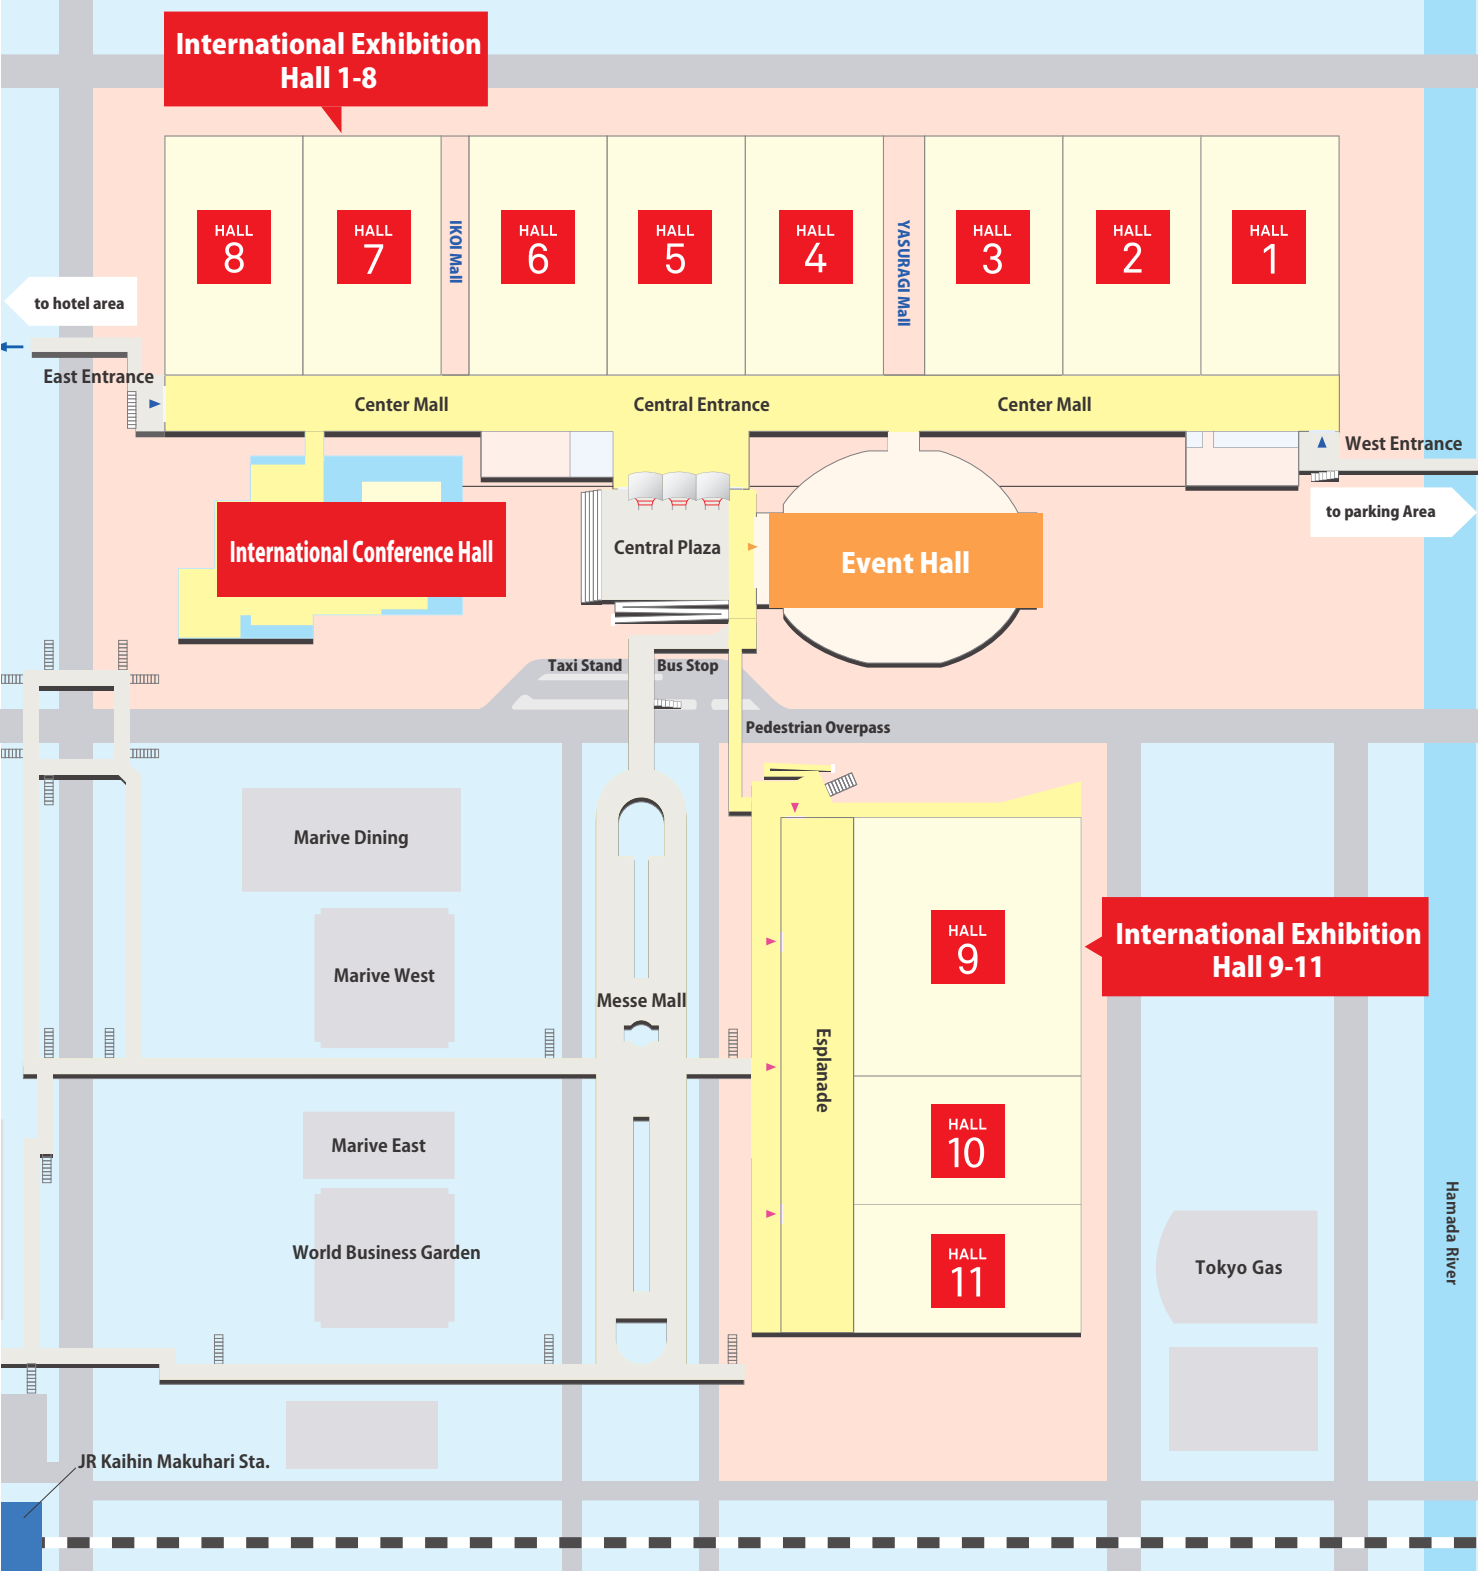 International Exhibition
Hall 1-8
HALL
8
HALL
7
IKOI Mall
HALL
6
HALL
5
HALL
4
YASURAGI Mall
HALL
3
HALL
2
HALL
1
to hotel area
East Entrance
Center Mall
Central Entrance
Center Mall
West Entrance
to parking Area
International Conference Hall
Central Plaza
Event Hall
Taxi Stand
Bus Stop
Pedestrian Overpass
Marive Dining
Marive West
Messe Mall
HALL
9
International Exhibition
Hall 9-11
Esplanade
Marive East
HALL
10
World Business Garden
HALL
11
Tokyo Gas
Hamada River
JR Kaihin Makuhari Sta.